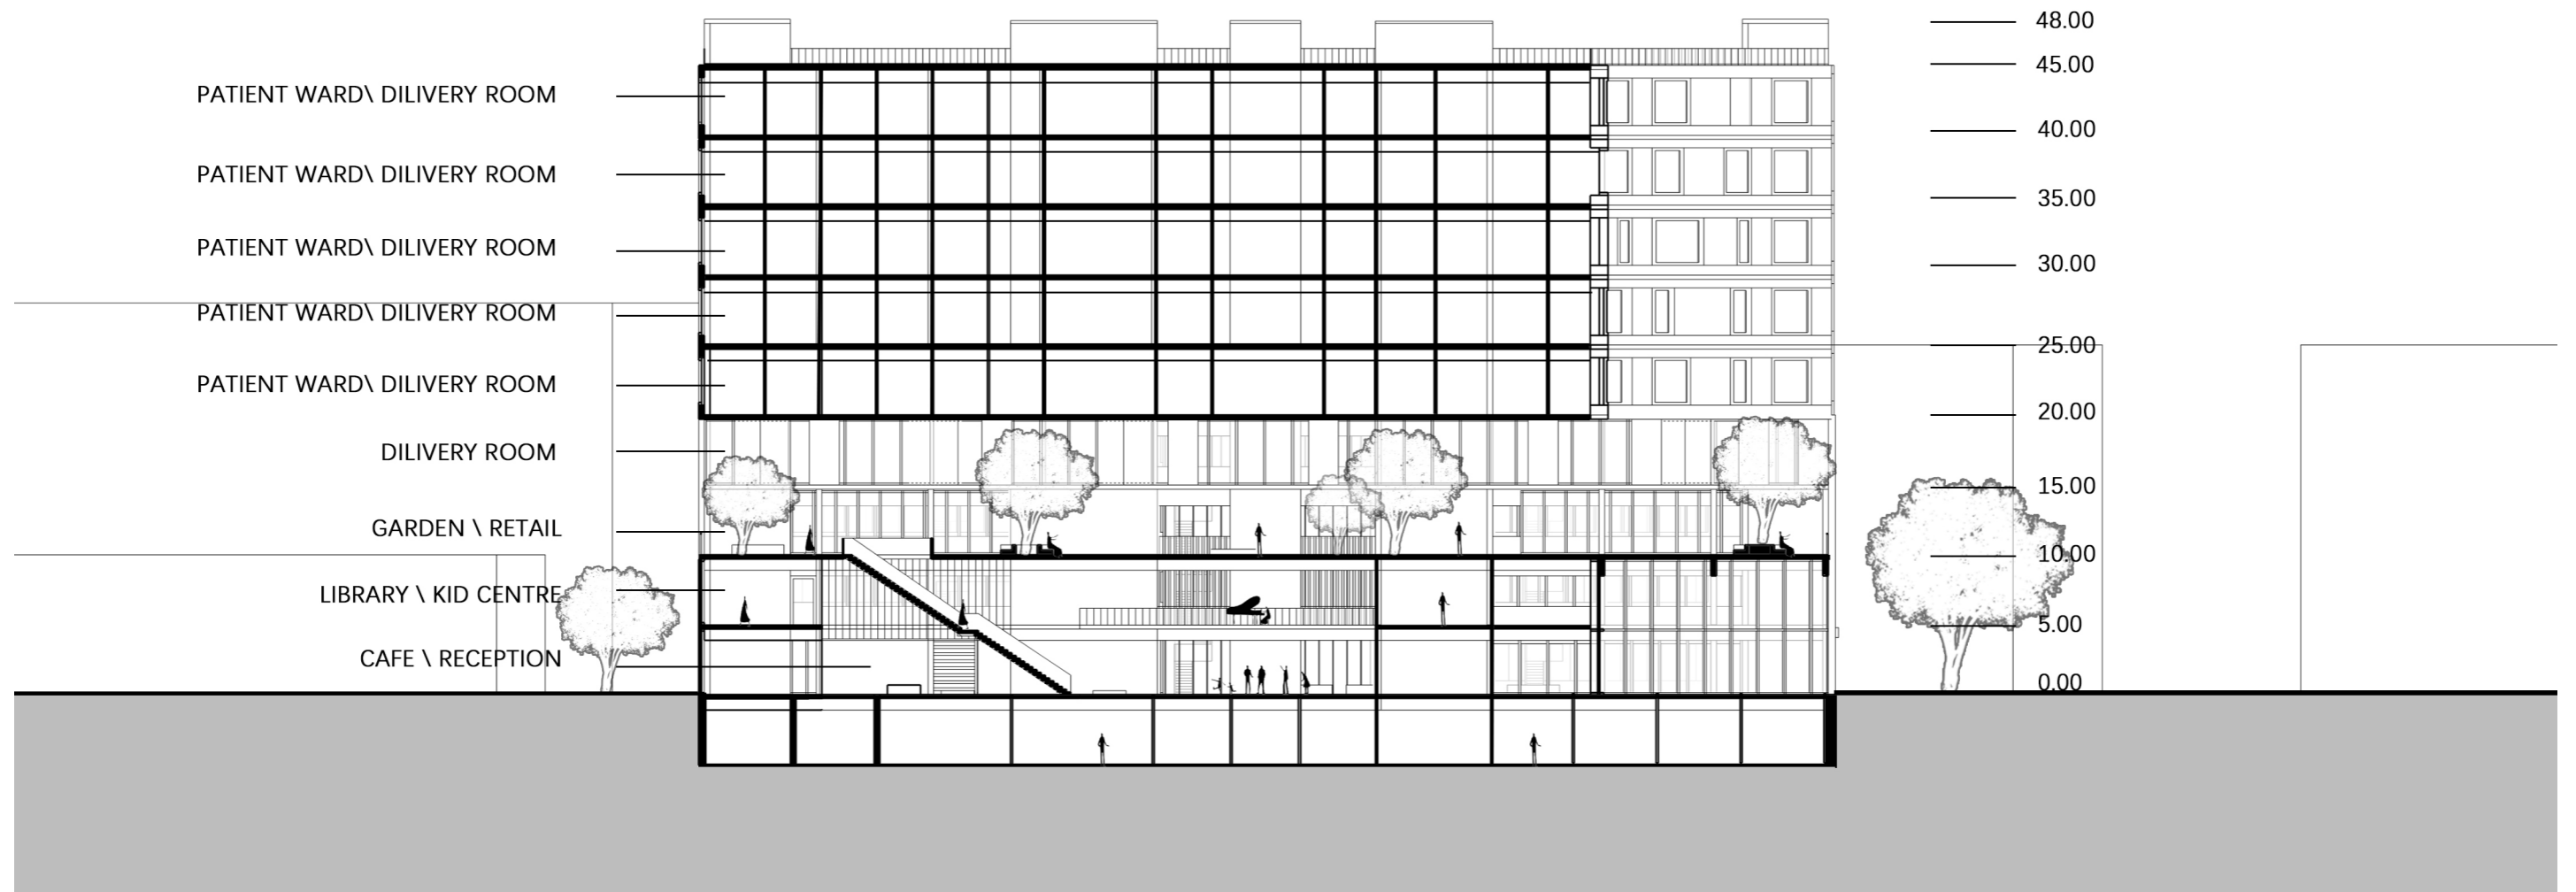 48.00
PATIENT WARD\ DILIVERY ROOM
45.00
40.00
PATIENT WARD\ DILIVERY ROOM
35.00
PATIENT WARD\ DILIVERY ROOM
30.00
PATIENT WARD\ DILIVERY ROOM
25.00
PATIENT WARD\ DILIVERY ROOM
20.00
DILIVERY ROOM
15.00
GARDEN \ RETAIL
10.00
LIBRARY \ KID CENTRE
5.00
CAFE \ RECEPTION
0.00